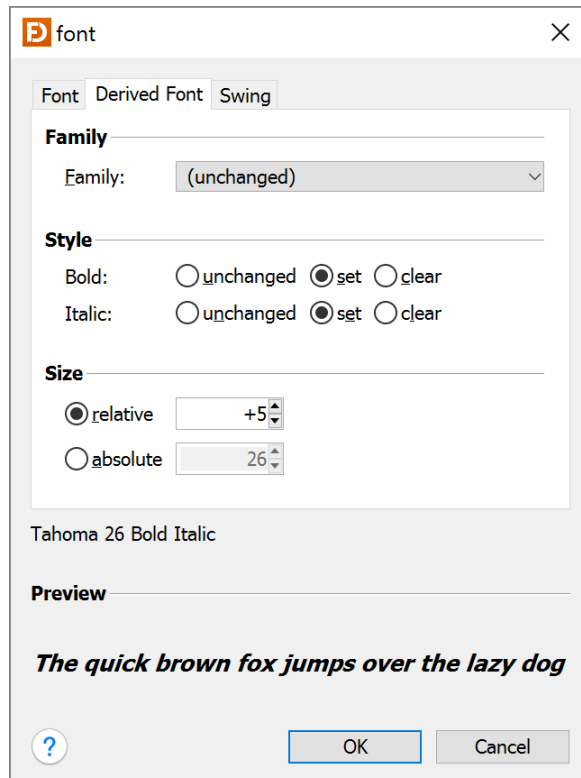 FD font
Font Derived Font Swing
Family
Family: (unchanged)
Style
Bold: unchanged set clear
Italic: unchanged set clear
Size
relative +5
absolute 26
Tahoma 26 Bold Italic
Preview
The quick brown fox jumps over the lazy dog
? OK Cancel